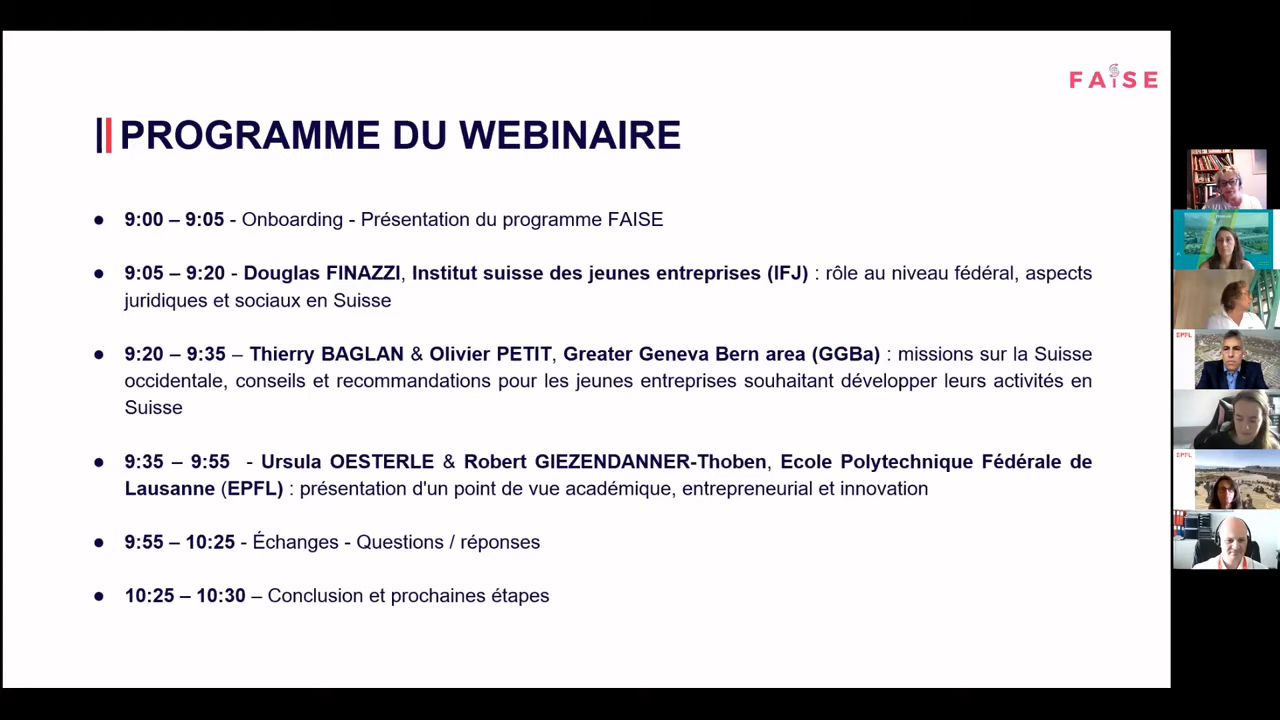 FAiSE
PROGRAMME DU WEBINAIRE
● 9:00 – 9:05 - Onboarding - Présentation du programme FAISE
● 9:05 – 9:20 - Douglas FINAZZI, Institut suisse des jeunes entreprises (IFJ) : rôle au niveau fédéral, aspects
juridiques et sociaux en Suisse
● 9:20 – 9:35 – Thierry BAGLAN & Olivier PETIT, Greater Geneva Bern area (GGBa) : missions sur la Suisse
occidentale, conseils et recommandations pour les jeunes entreprises souhaitant développer leurs activités en
Suisse
● 9:35 – 9:55 - Ursula OESTERLE & Robert GIEZENDANNER-Thoben, Ecole Polytechnique Fédérale de
Lausanne (EPFL) : présentation d'un point de vue académique, entrepreneurial et innovation
● 9:55 – 10:25 - Échanges - Questions / réponses
● 10:25 – 10:30 – Conclusion et prochaines étapes
EPFL
EPFL